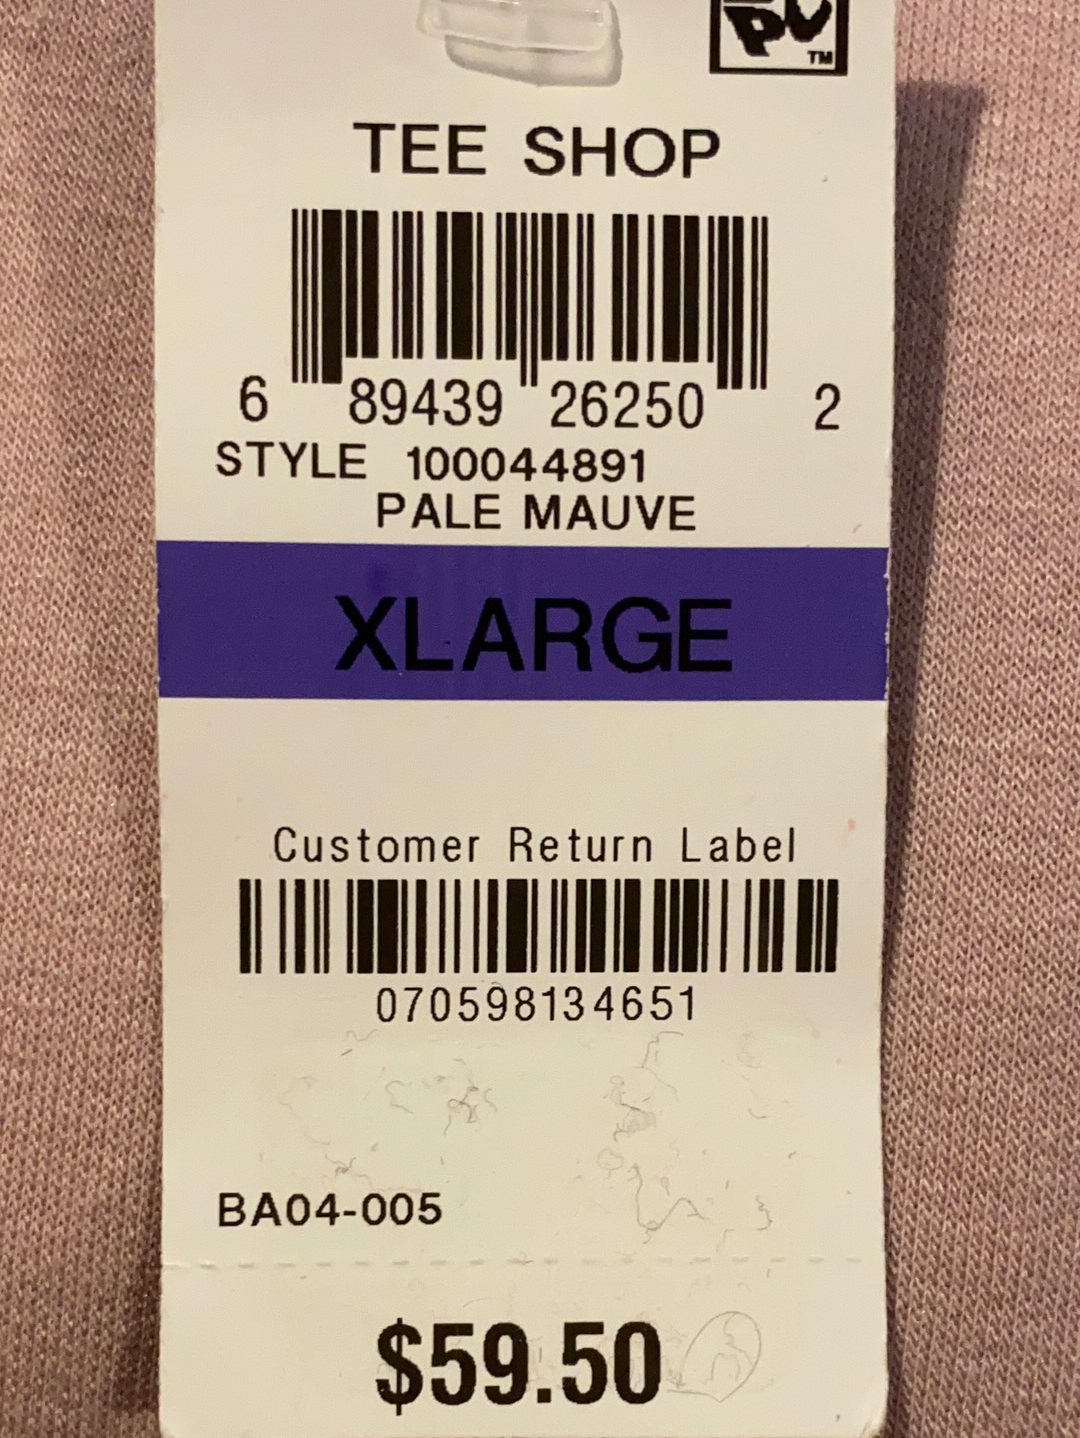 TM
TEE SHOP
6 89439 26250 2
STYLE 100044891
PALE MAUVE
XLARGE
Customer Return Label
070598134651
BA04-005
$59.50